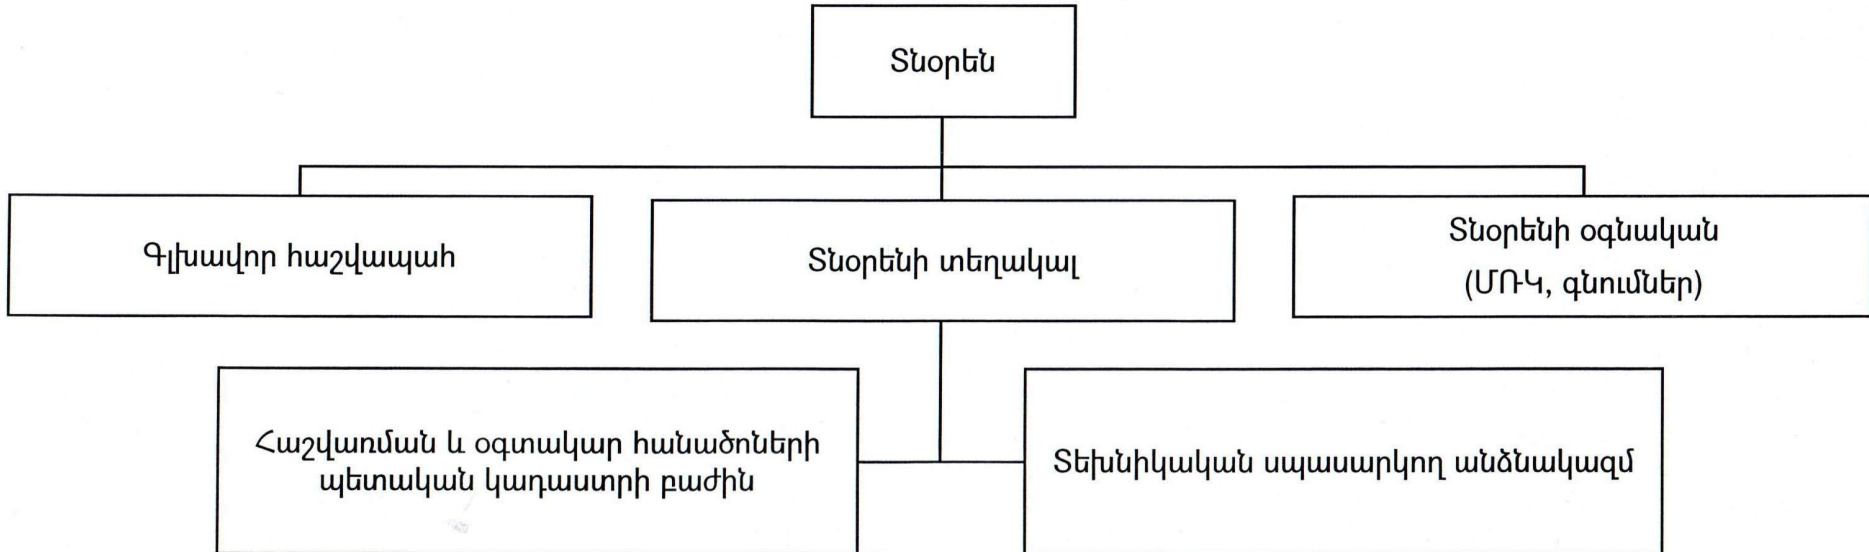 Տնօրեն
Գլխավոր հաշվապահ
Տնօրենի տեղակալ
Տնօրենի օգնական
(ՄՌԿ, գնումներ)
Հաշվառման և օգտակար հանածոների
պետական կադաստրի բաժին
Տեխնիկական սպասարկող անձնակազմ